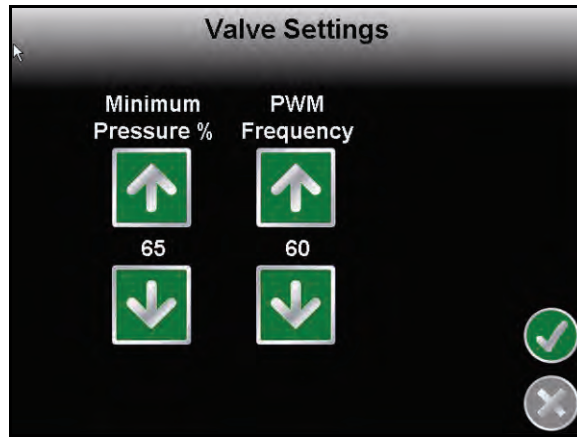 Valve Settings
Minimum
Pressure %
PWM
Frequency
65
60